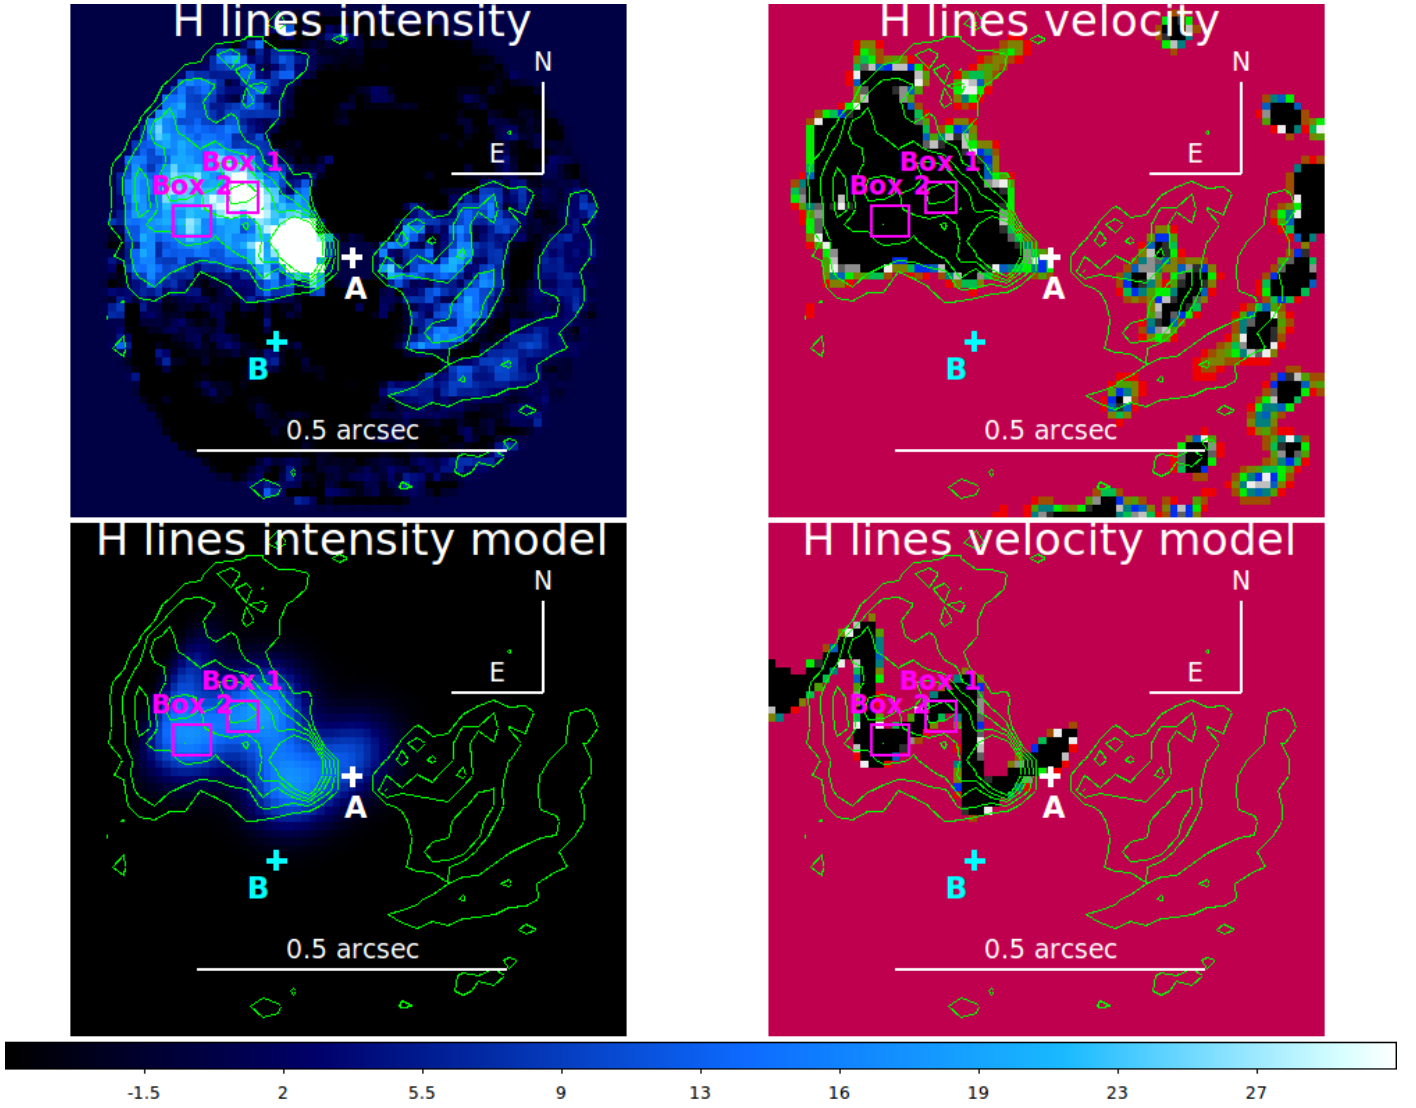 H lines intensity
N
E
Box 1
Box 2
A
B
0.5 arcsec
H lines velocity
N
E
Box 1
Box 2
A
B
0.5 arcsec
H lines intensity model
N
E
Box 1
Box 2
A
B
0.5 arcsec
H lines velocity model
N
E
Box 1
Box 2
A
B
0.5 arcsec
-1.5 2 5.5 9 13 16 19 23 27